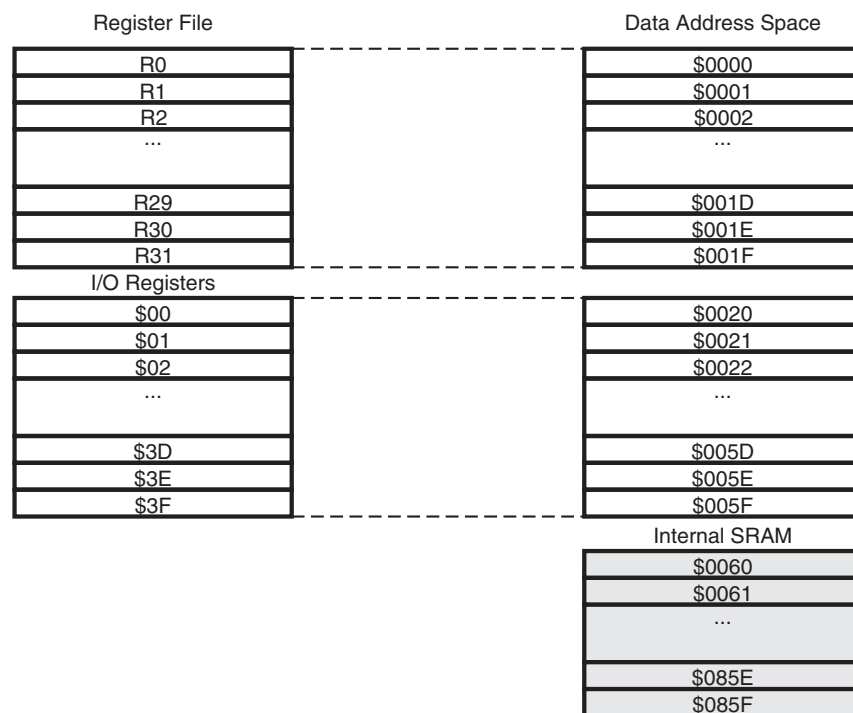 Register File
Data Address Space
R0
$0000
R1
$0001
R2
$0002
...
...
R29
$001D
R30
$001E
R31
$001F
I/O Registers
$00
$0020
$01
$0021
$02
$0022
...
...
$3D
$005D
$3E
$005E
$3F
$005F
Internal SRAM
$0060
$0061
...
$085E
$085F